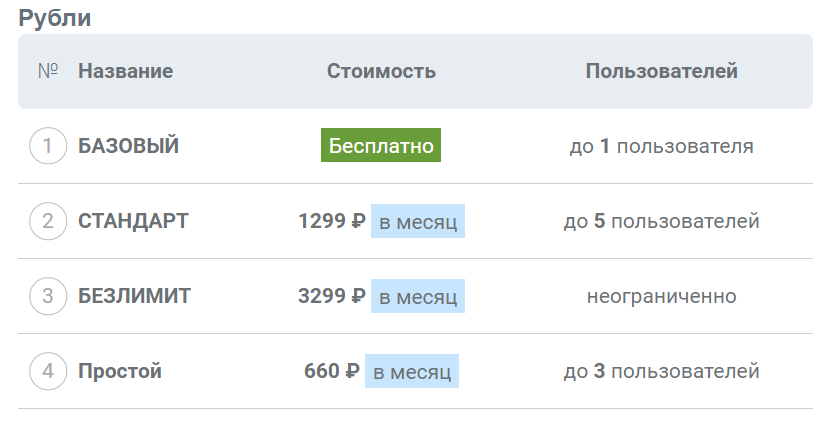 Рубли
№ Название Стоимость Пользователей
1 БАЗОВЫЙ Бесплатно до 1 пользователя
2 СТАНДАРТ 1299 ₽ в месяц до 5 пользователей
3 БЕЗЛИМИТ 3299 ₽ в месяц неограниченно
4 Простой 660 ₽ в месяц до 3 пользователей